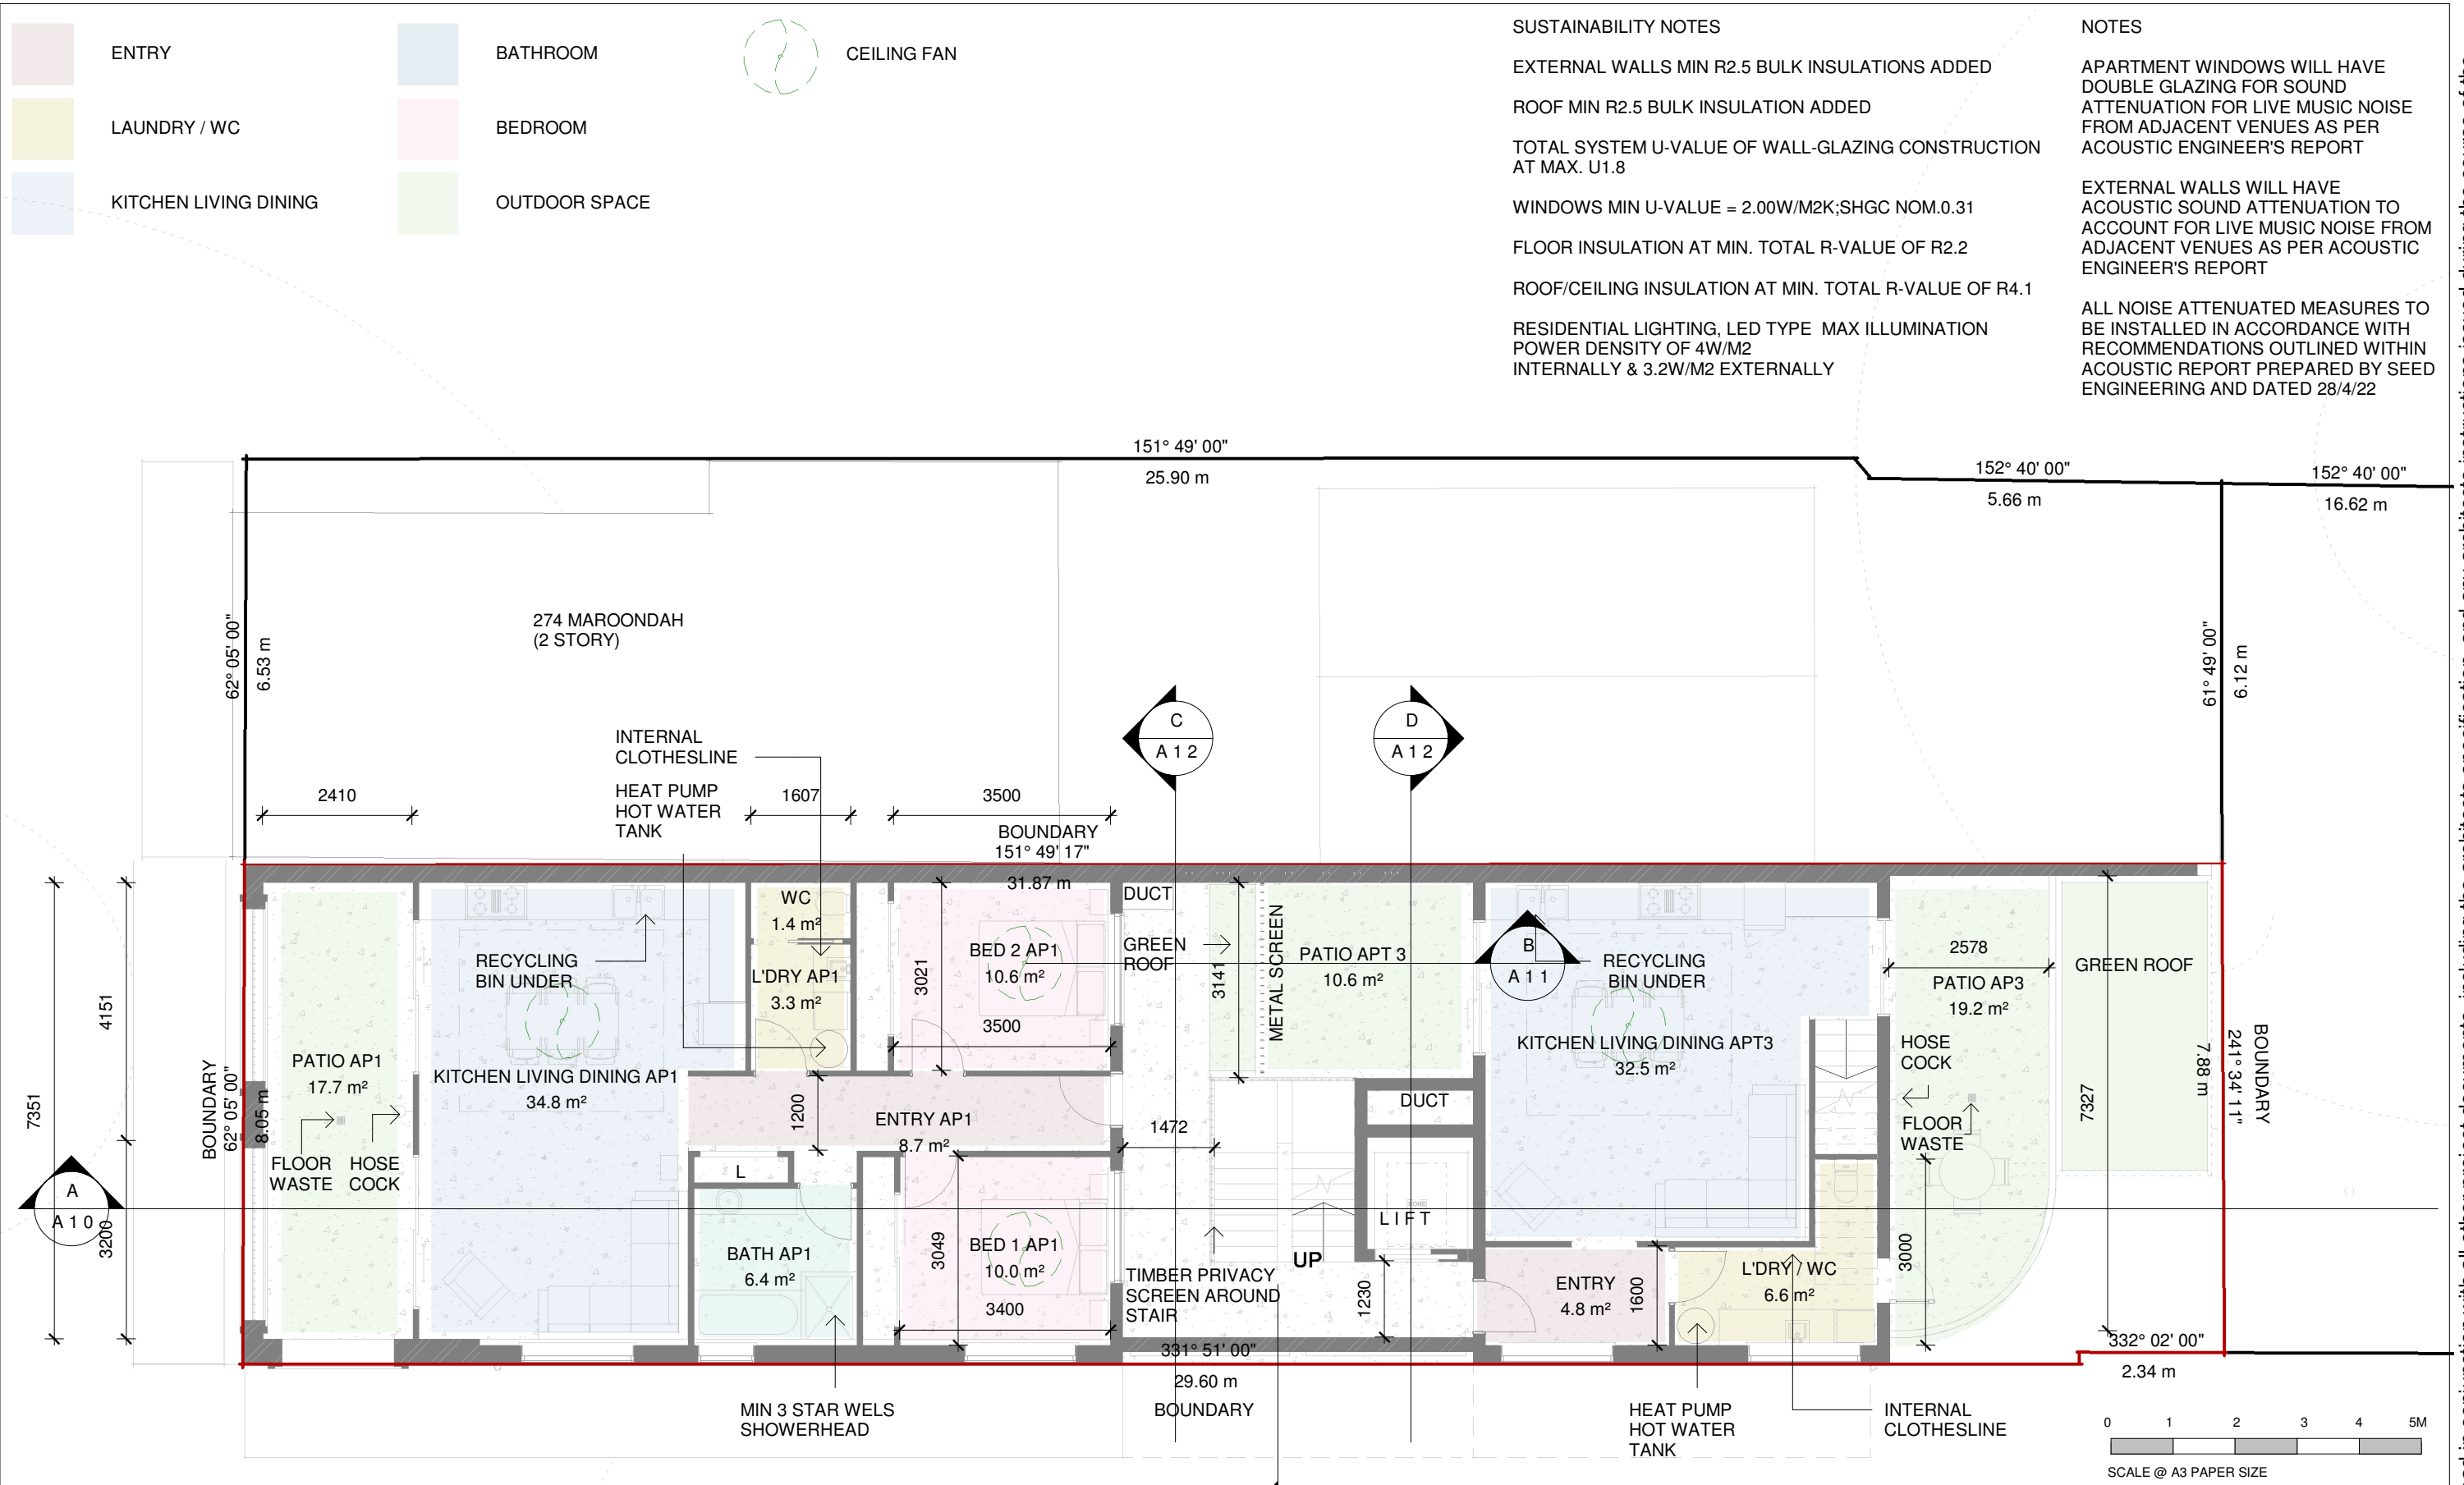 ENTRY
LAUNDRY / WC
KITCHEN LIVING DINING
BATHROOM
BEDROOM
OUTDOOR SPACE
CEILING FAN
SUSTAINABILITY NOTES
EXTERNAL WALLS MIN R2.5 BULK INSULATIONS ADDED
ROOF MIN R2.5 BULK INSULATION ADDED
TOTAL SYSTEM U-VALUE OF WALL-GLAZING CONSTRUCTION
AT MAX. U1.8
WINDOWS MIN U-VALUE = 2.00W/M2K;SHGC NOM.0.31
FLOOR INSULATION AT MIN. TOTAL R-VALUE OF R2.2
ROOF/CEILING INSULATION AT MIN. TOTAL R-VALUE OF R4.1
RESIDENTIAL LIGHTING, LED TYPE  MAX ILLUMINATION
POWER DENSITY OF 4W/M2
INTERNALLY & 3.2W/M2 EXTERNALLY
NOTES
APARTMENT WINDOWS WILL HAVE
DOUBLE GLAZING FOR SOUND
ATTENUATION FOR LIVE MUSIC NOISE
FROM ADJACENT VENUES AS PER
ACOUSTIC ENGINEER'S REPORT
EXTERNAL WALLS WILL HAVE
ACOUSTIC SOUND ATTENUATION TO
ACCOUNT FOR LIVE MUSIC NOISE FROM
ADJACENT VENUES AS PER ACOUSTIC
ENGINEER'S REPORT
ALL NOISE ATTENUATED MEASURES TO
BE INSTALLED IN ACCORDANCE WITH
RECOMMENDATIONS OUTLINED WITHIN
ACOUSTIC REPORT PREPARED BY SEED
ENGINEERING AND DATED 28/4/22
151° 49' 00"
25.90 m
152° 40' 00"
5.66 m
152° 40' 00"
16.62 m
62° 05' 00"
6.53 m
274 MAROONDAH
(2 STORY)
61° 49' 00"
6.12 m
C
A 1 2
D
A 1 2
INTERNAL
CLOTHESLINE
HEAT PUMP
HOT WATER
TANK
2410
1607
3500
BOUNDARY
151° 49' 17"
31.87 m
7351
4151
3200
BOUNDARY
62° 05' 00"
8.05 m
A
A 1 0
PATIO AP1
17.7 m²
FLOOR
WASTE
HOSE
COCK
RECYCLING
BIN UNDER
KITCHEN LIVING DINING AP1
34.8 m²
WC
1.4 m²
L'DRY AP1
3.3 m²
3021
BED 2 AP1
10.6 m²
3500
1200
ENTRY AP1
8.7 m²
L
BATH AP1
6.4 m²
3049
BED 1 AP1
10.0 m²
3400
DUCT
GREEN
ROOF
3141
METAL SCREEN
PATIO APT 3
10.6 m²
1472
DUCT
LIFT
UP
1230
TIMBER PRIVACY
SCREEN AROUND
STAIR
B
A 1 1
RECYCLING
BIN UNDER
KITCHEN LIVING DINING APT3
32.5 m²
ENTRY
4.8 m²
1600
L'DRY / WC
6.6 m²
3000
2578
PATIO AP3
19.2 m²
HOSE
COCK
FLOOR
WASTE
GREEN ROOF
7327
7.88 m
241° 34' 11"
BOUNDARY
331° 51' 00"
29.60 m
BOUNDARY
332° 02' 00"
2.34 m
MIN 3 STAR WELS
SHOWERHEAD
HEAT PUMP
HOT WATER
TANK
INTERNAL
CLOTHESLINE
0 1 2 3 4 5M
SCALE @ A3 PAPER SIZE